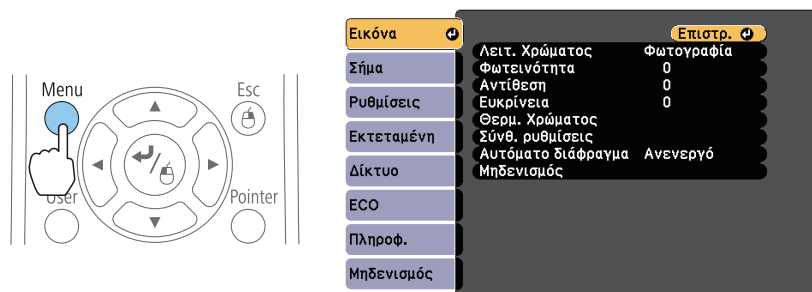 Menu
Esc
User
Pointer
Εικόνα
Σήμα
Ρυθμίσεις
Εκτεταμένη
Δίκτυο
ECO
Πληροφ.
Μηδενισμός
Επιστρ.
Λειτ. Χρώματος Φωτογραφία
Φωτεινότητα 0
Αντίθεση 0
Ευκρίνεια 0
Θερμ. Χρώματος
Σύνθ. ρυθμίσεις
Αυτόματο διάφραγμα Ανενεργό
Μηδενισμός